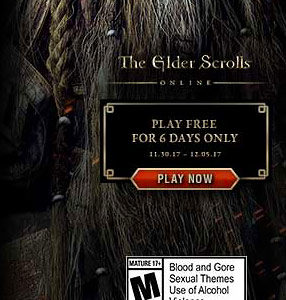 The Elder Scrolls
ONLINE
PLAY FREE
FOR 6 DAYS ONLY
11.30.17 - 12.05.17
PLAY NOW
MATURE 17+
M
Blood and Gore
Sexual Themes
Use of Alcohol
Violence